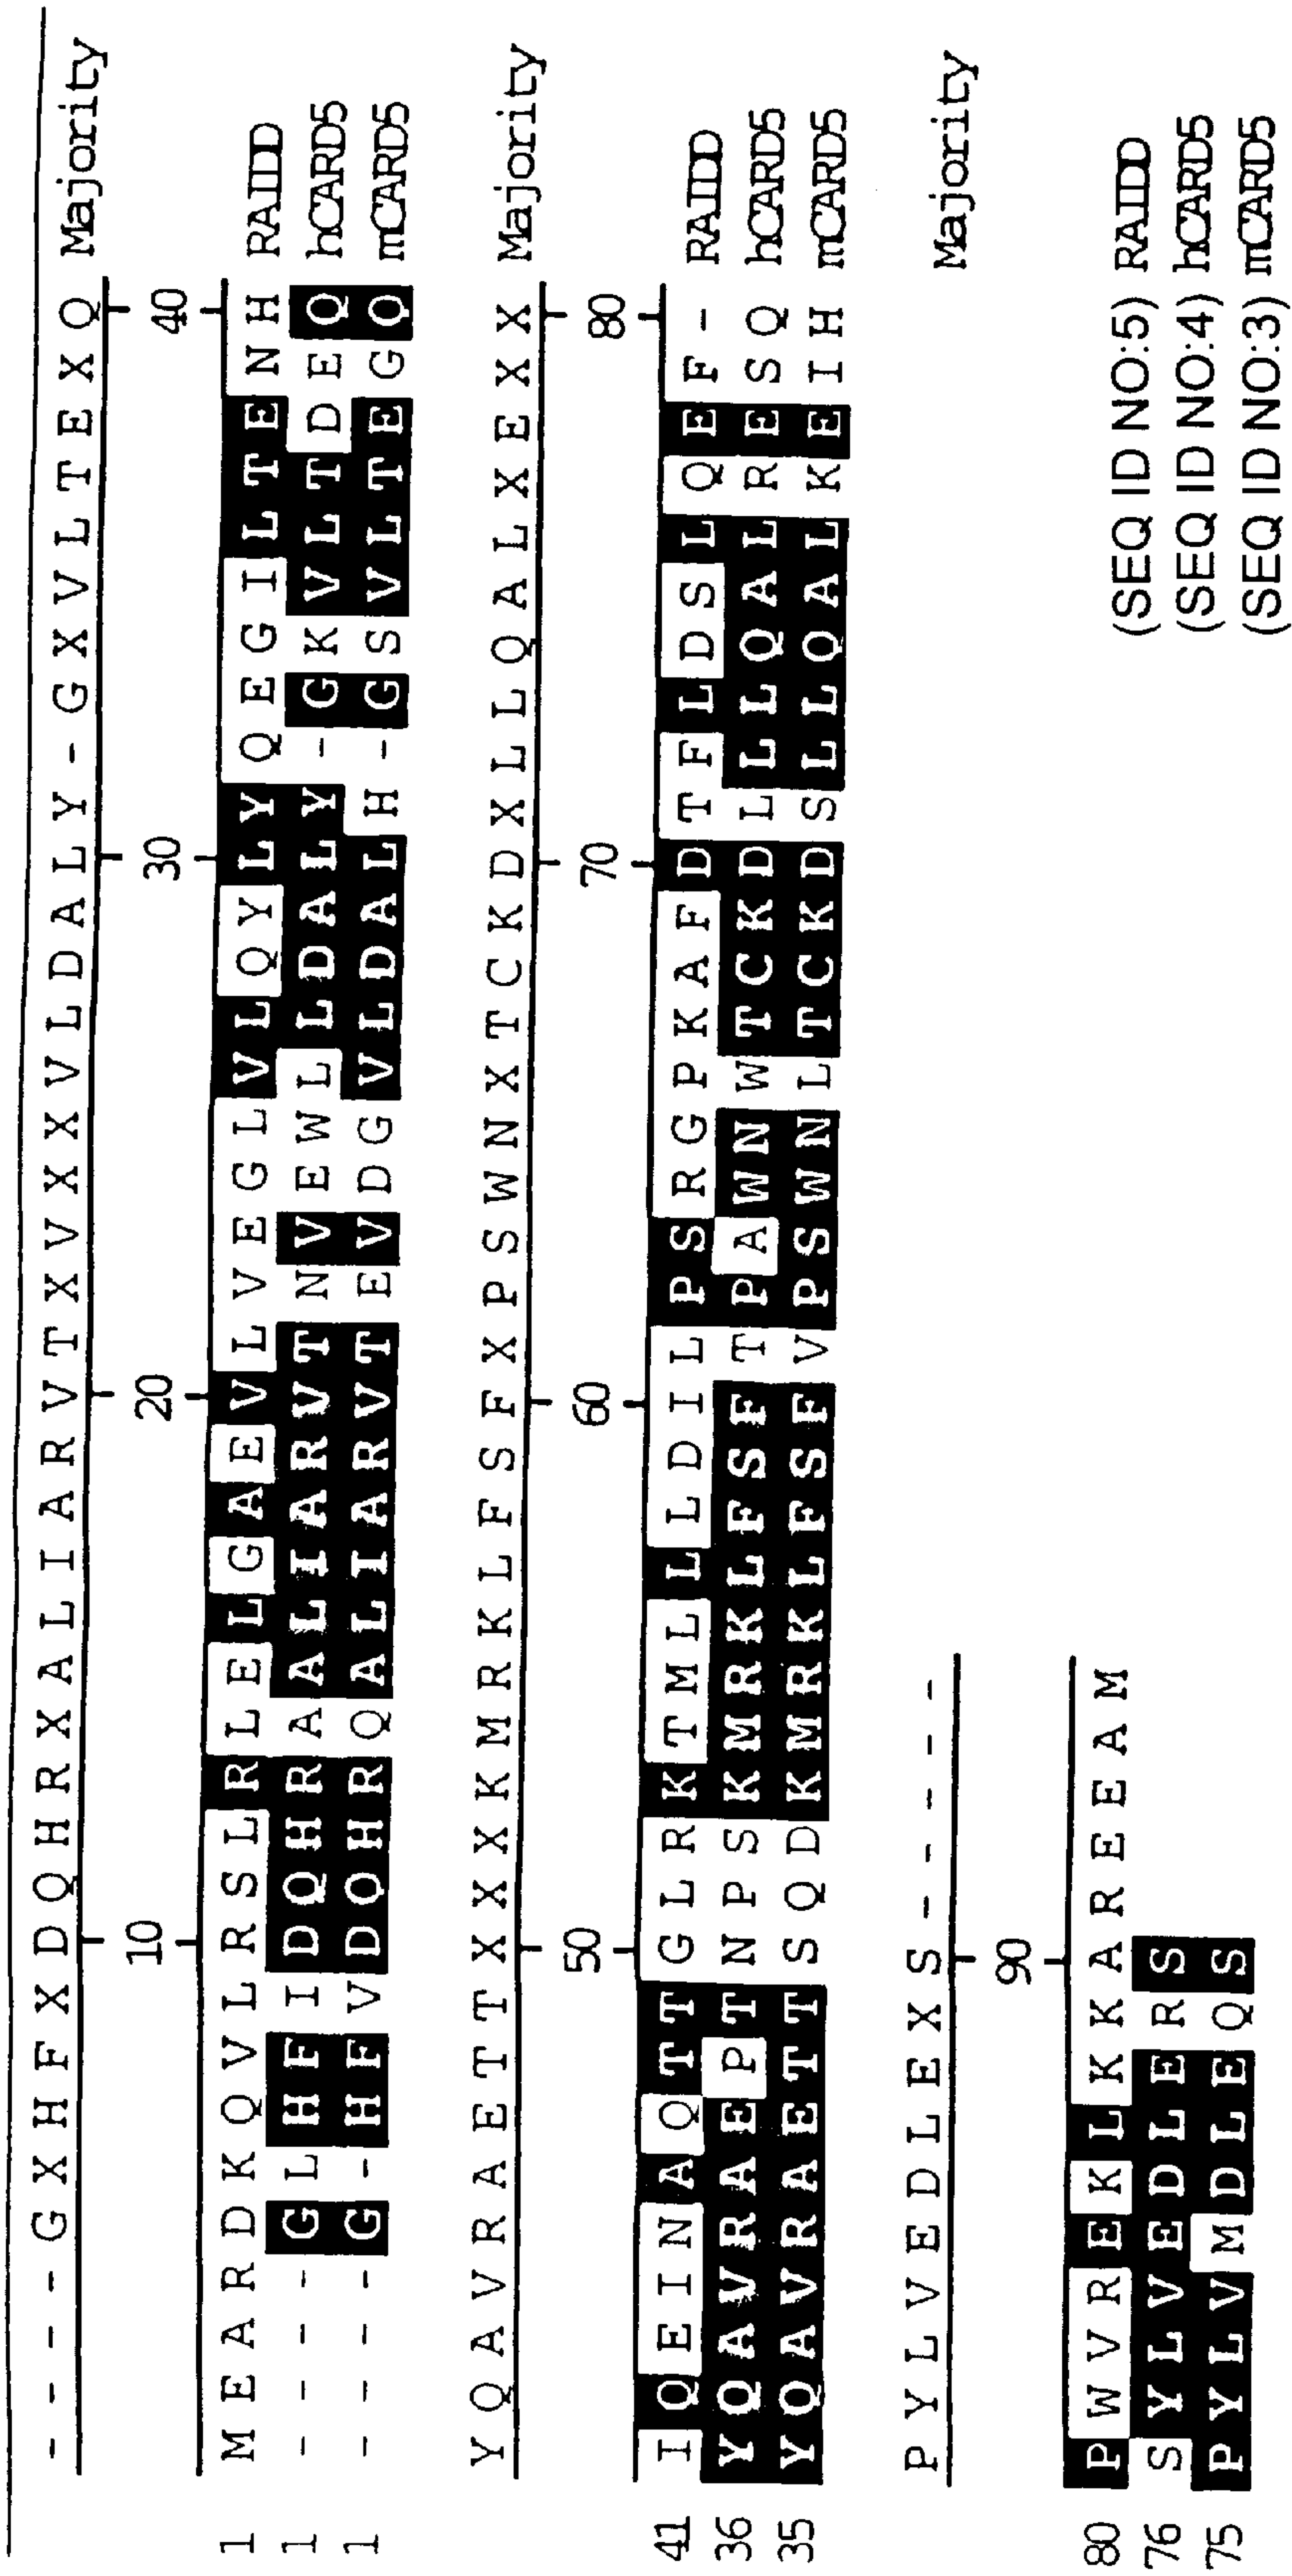 - - - - G X H F X D Q H R X A L I A R V T X V X X V L D A L Y - G X V L T E X Q Majority
10 20 30 40
1 M E A R D K Q V L R S L R L E L G A E V L V E G L V L Q Y L Y Q E G I L T E N H RAIDD
1 - - - - G L H F I D Q H R A A L I A R V T N V E W L L D A L Y - G K V L T D E Q hCARD5
1 - - - - G - H F V D Q H R Q A L I A R V T E V D G V L D A L H - G S V L T E G Q mCARD5
Y Q A V R A E T T X X X K M R K L F S F X P S W N X T C K D X L L Q A L X E X X Majority
50 60 70 80
41 I Q E I N A Q T T G L R K T M L L L D I L P S R G P K A F D T F L D S L Q E F - RAIDD
36 Y Q A V R A E P T N P S K M R K L F S F T P A W N W T C K D L L L Q A L R E S Q hCARD5
35 Y Q A V R A E T T S Q D K M R K L F S F V P S W N L T C K D S L L Q A L K E I H mCARD5
P Y L V E D L E X S - - - - - Majority
90
80 P W V R E K L K K A R E E A M (SEQ ID NO:5) RAIDD
76 S Y L V E D L E R S (SEQ ID NO:4) hCARD5
75 P Y L V M D L E Q S (SEQ ID NO:3) mCARD5